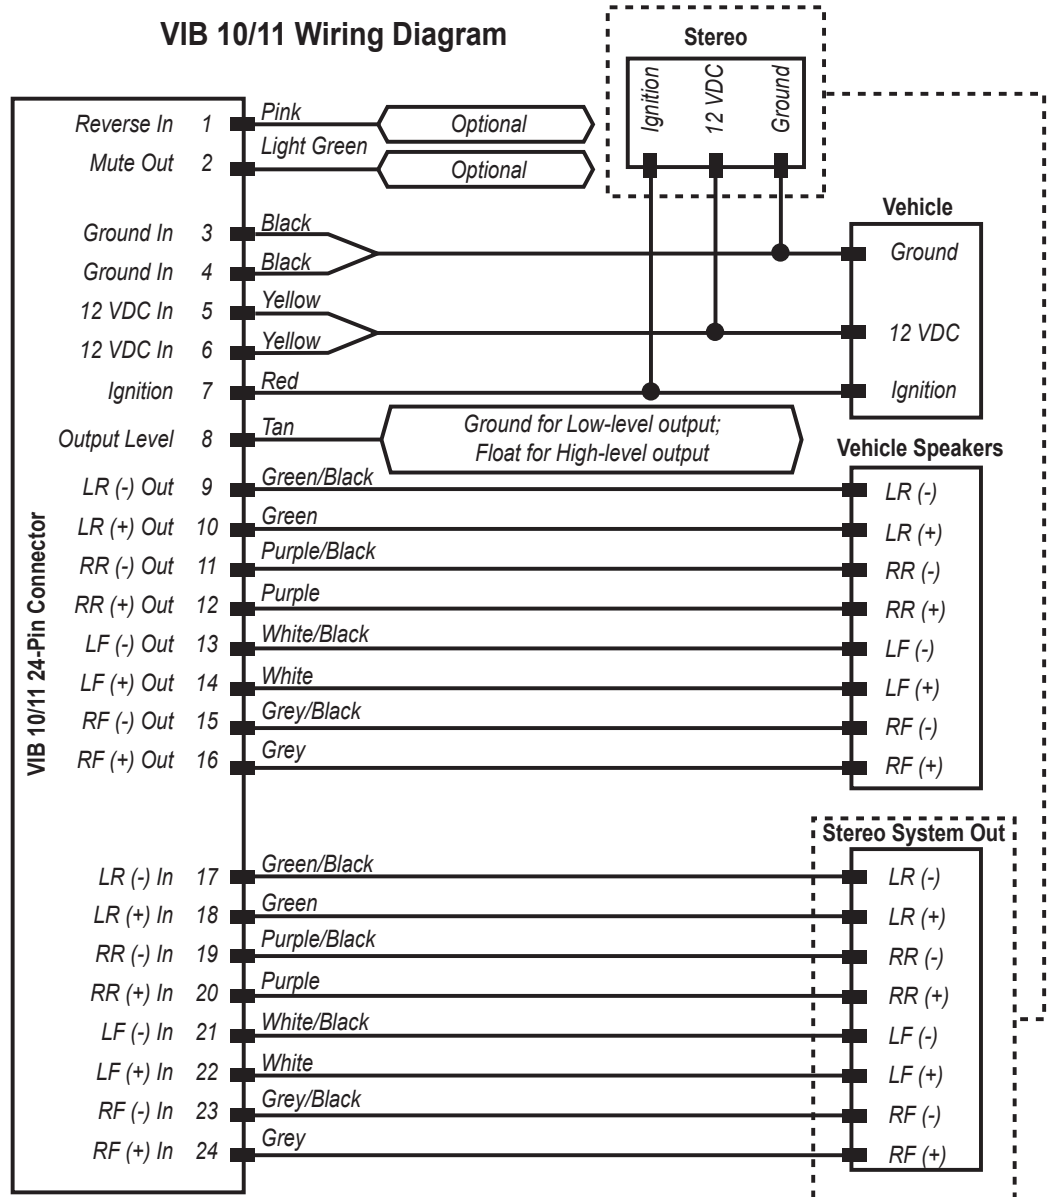 VIB 10/11 Wiring Diagram
Stereo
Ignition
12 VDC
Ground
VIB 10/11 24-Pin Connector
Reverse In 1 Pink Optional
Mute Out 2 Light Green Optional
Ground In 3 Black
Ground In 4 Black
12 VDC In 5 Yellow
12 VDC In 6 Yellow
Ignition 7 Red
Vehicle
Ground
12 VDC
Ignition
Output Level 8 Tan
Ground for Low-level output;
Float for High-level output
Vehicle Speakers
LR (-) Out 9 Green/Black LR (-)
LR (+) Out 10 Green LR (+)
RR (-) Out 11 Purple/Black RR (-)
RR (+) Out 12 Purple RR (+)
LF (-) Out 13 White/Black LF (-)
LF (+) Out 14 White LF (+)
RF (-) Out 15 Grey/Black RF (-)
RF (+) Out 16 Grey RF (+)
Stereo System Out
LR (-) In 17 Green/Black LR (-)
LR (+) In 18 Green LR (+)
RR (-) In 19 Purple/Black RR (-)
RR (+) In 20 Purple RR (+)
LF (-) In 21 White/Black LF (-)
LF (+) In 22 White LF (+)
RF (-) In 23 Grey/Black RF (-)
RF (+) In 24 Grey RF (+)